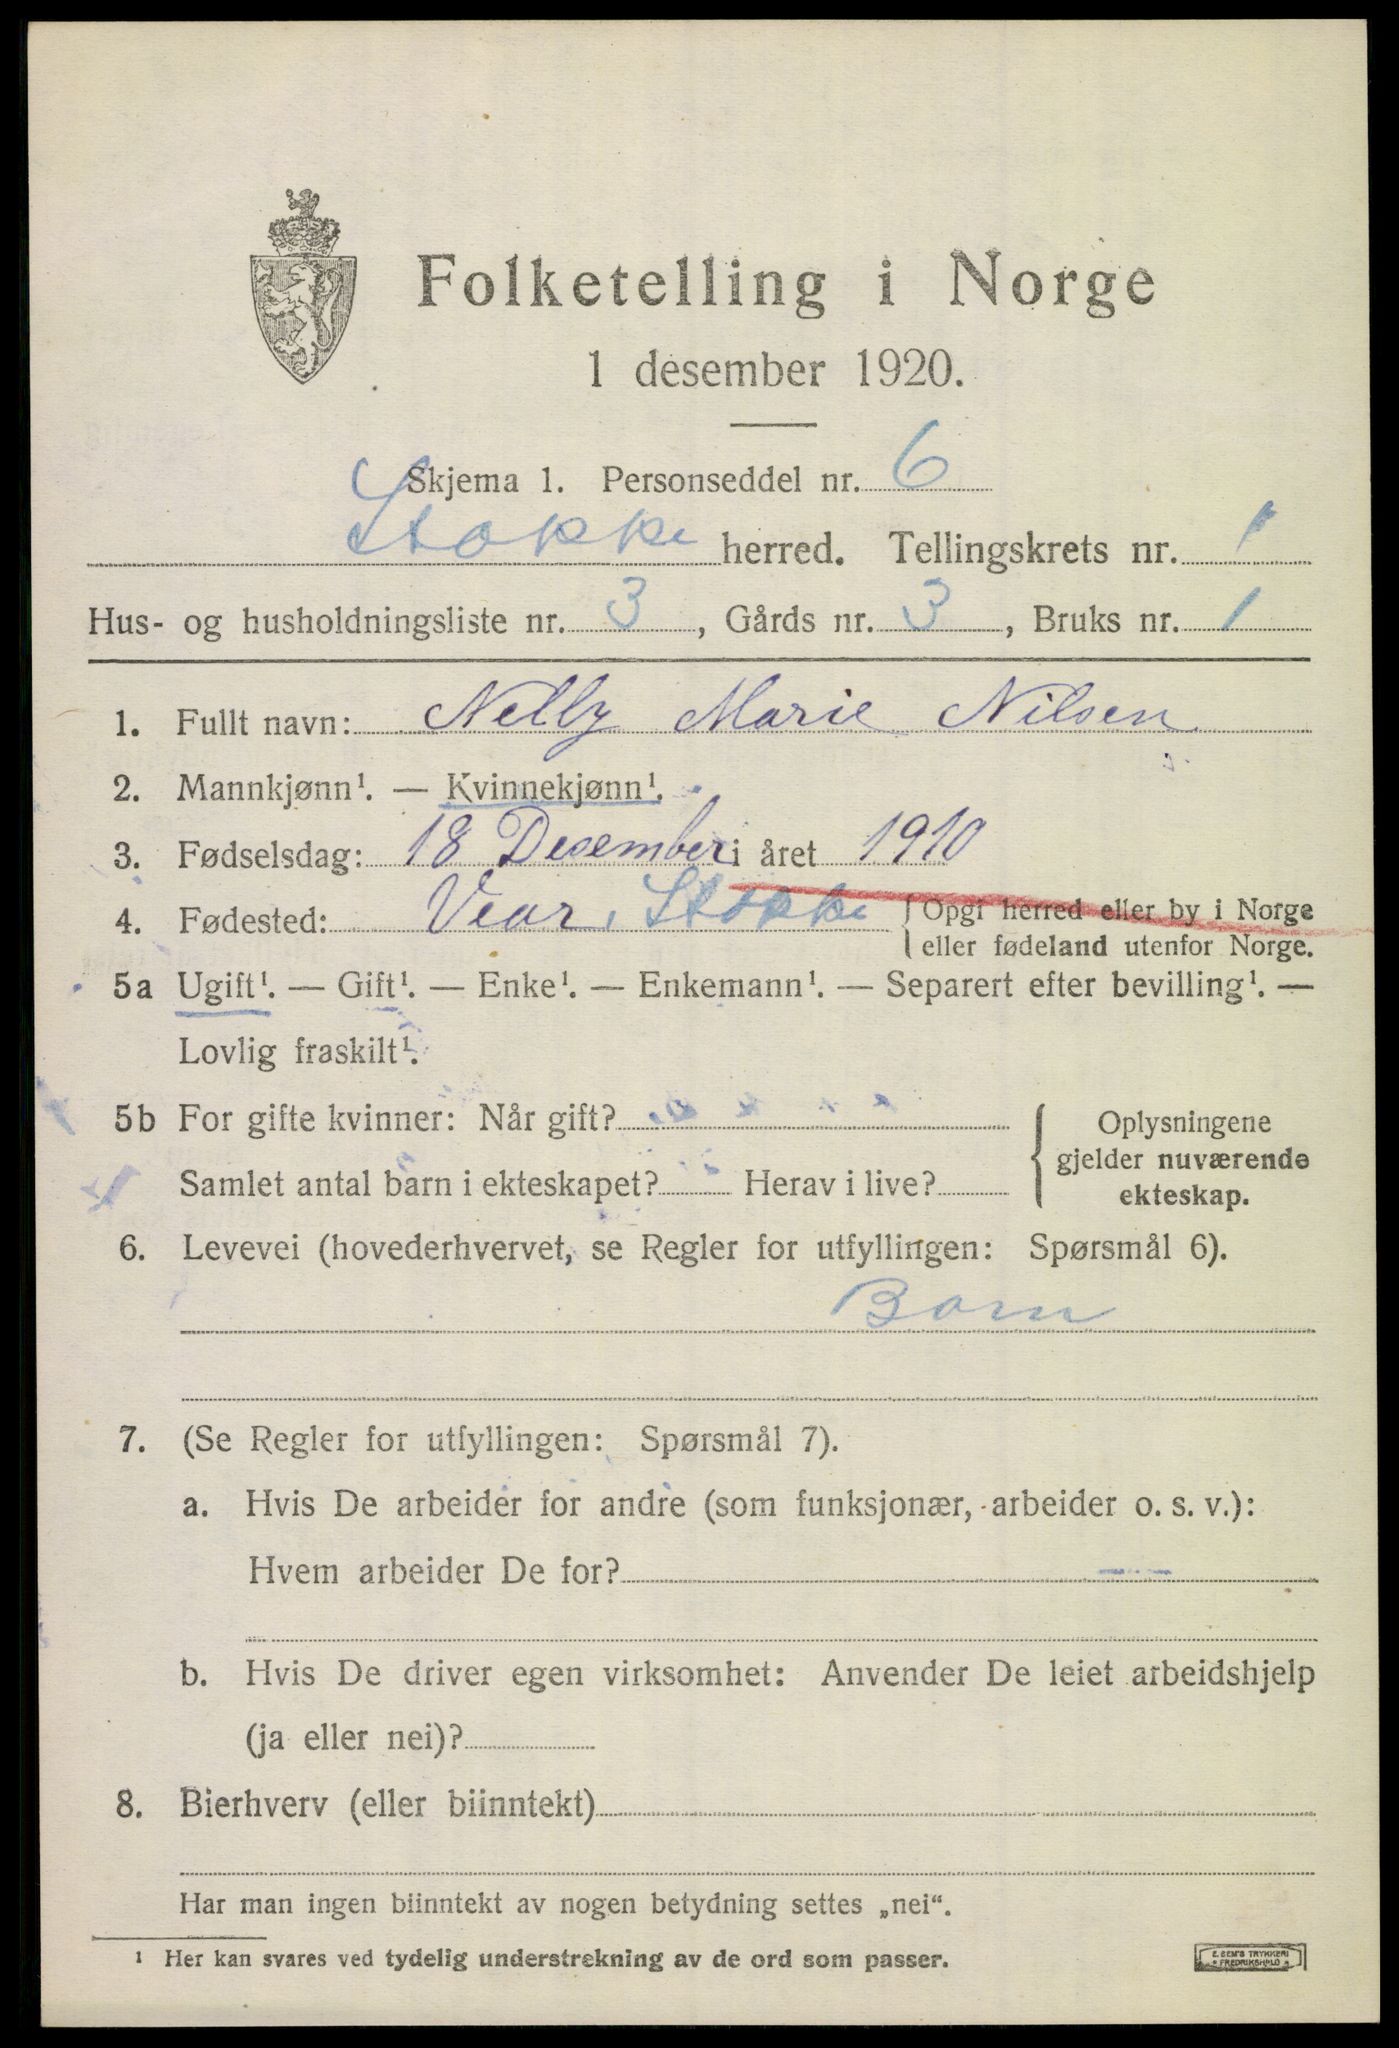 Folketelling i Norge
1 desember 1920.
Skjema 1. Personseddel nr. 6
Stokke herred. Tellingskrets nr. 1
Hus- og husholdningsliste nr. 3, Gårds nr. 3, Bruks nr. 1
1. Fullt navn: Nelly Marie Nilsen
2. Mannkjønn¹. — Kvinnekjønn¹.
3. Fødselsdag: 18 Desember i året 1910
4. Fødested: Vear, Stokke { Opgi herred eller by i Norge
eller fødeland utenfor Norge.
5a Ugift¹. — Gift¹. — Enke¹. — Enkemann¹. — Separert efter bevilling¹. —
Lovlig fraskilt¹.
5b For gifte kvinner: Når gift?
Samlet antal barn i ekteskapet? Herav i live?
Oplysningene
gjelder nuværende
ekteskap.
6. Levevei (hovederhvervet, se Regler for utfyllingen: Spørsmål 6).
Barn
7. (Se Regler for utfyllingen: Spørsmål 7).
a. Hvis De arbeider for andre (som funksjonær, arbeider o. s. v.):
Hvem arbeider De for?
b. Hvis De driver egen virksomhet: Anvender De leiet arbeidshjelp
(ja eller nei)?
8. Bierhverv (eller biinntekt)
Har man ingen biinntekt av nogen betydning settes „nei“.
¹ Her kan svares ved tydelig understrekning av de ord som passer.
E. SEM'S TRYKKERI
FREDRIKSHALD